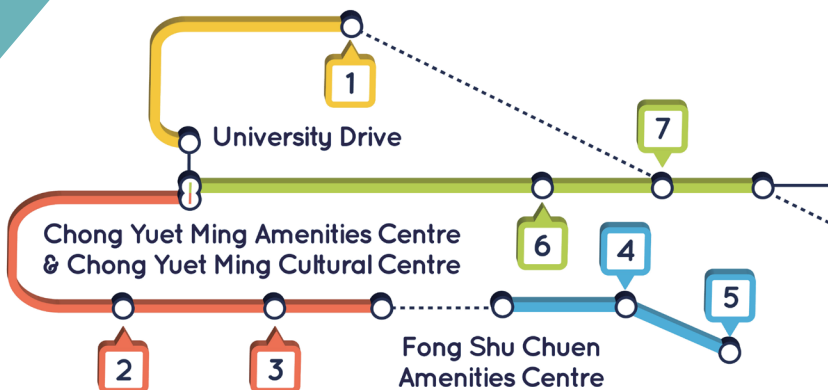 1
University Drive
7
Chong Yuet Ming Amenities Centre
& Chong Yuet Ming Cultural Centre
6
4
5
2
3
Fong Shu Chuen
Amenities Centre